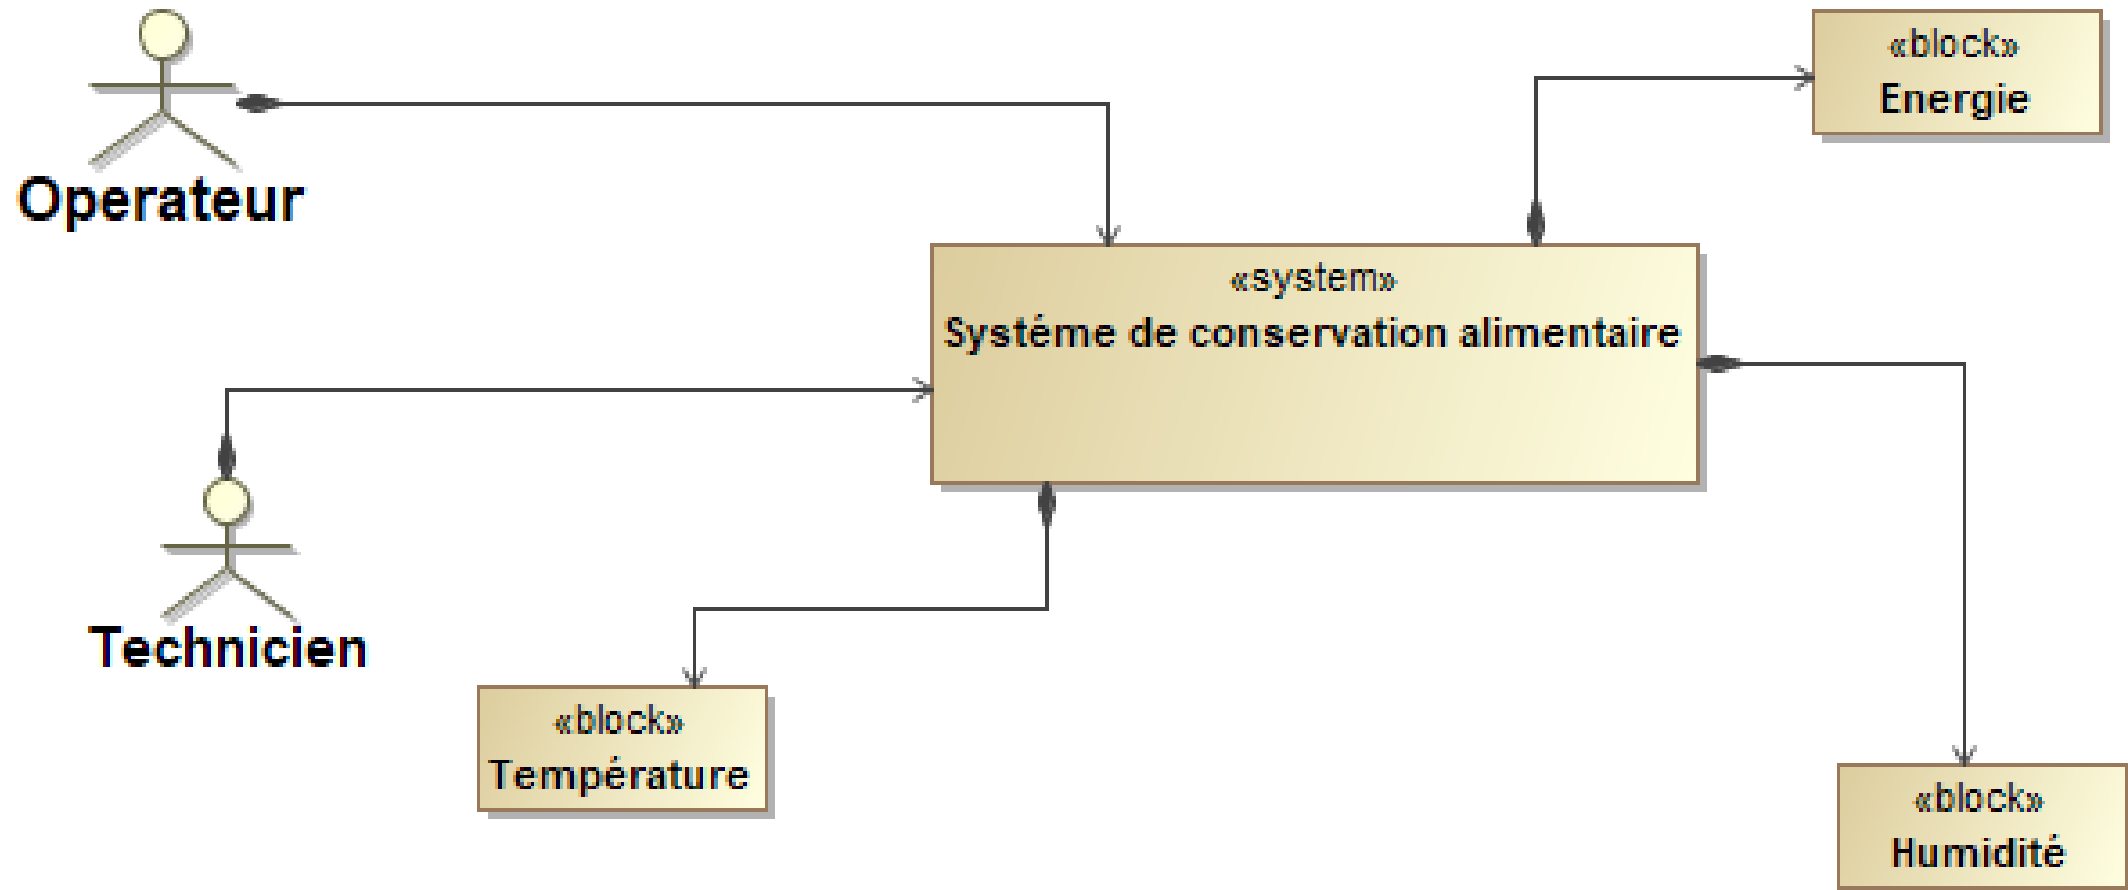 «block»
Energie
Operateur
«system»
Systéme de conservation alimentaire
Technicien
«block»
Température
«block»
Humidité